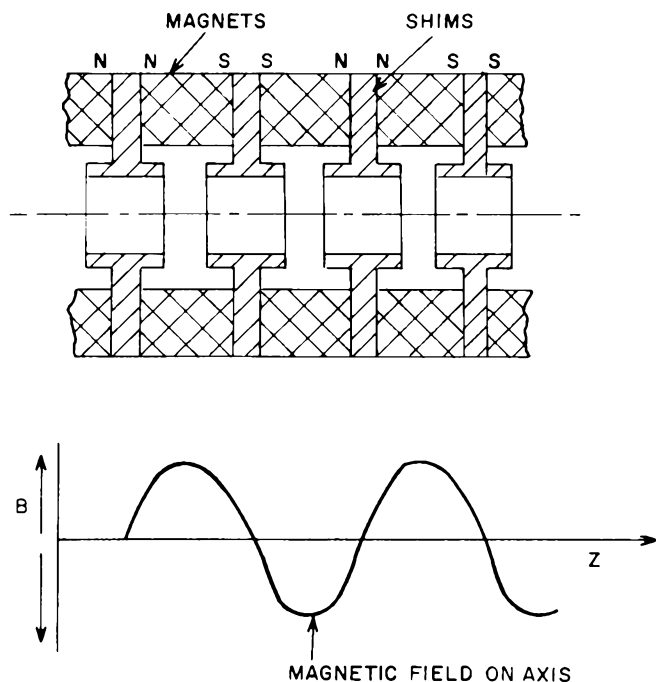 MAGNETS SHIMS
N N S S N N S S
B
Z
MAGNETIC FIELD ON AXIS